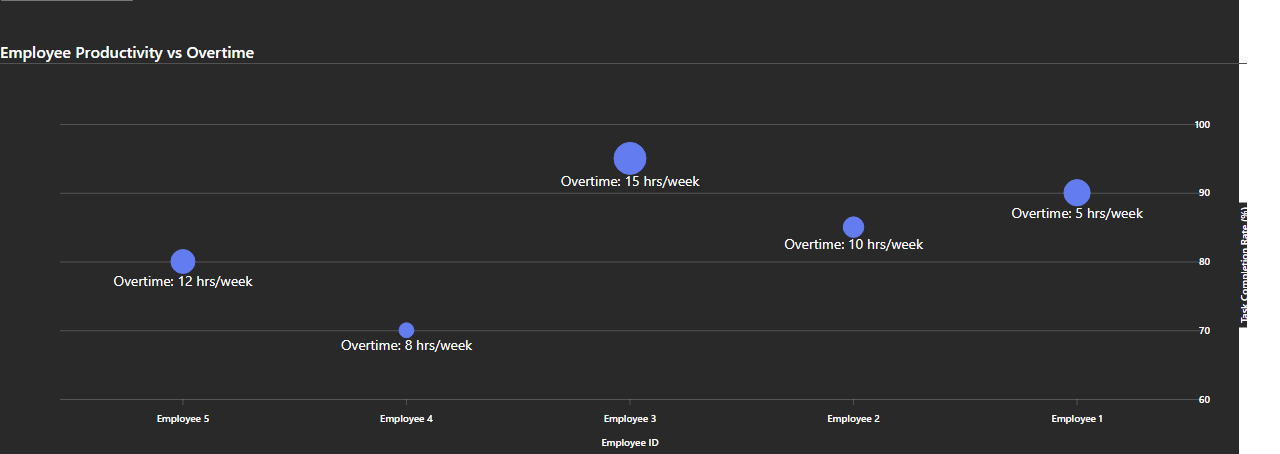 Employee Productivity vs Overtime
100
Overtime: 15 hrs/week
90
Overtime: 5 hrs/week
Overtime: 10 hrs/week
80
Overtime: 12 hrs/week
70
Overtime: 8 hrs/week
60
Task Completion Rate (%)
Employee 5 Employee 4 Employee 3 Employee 2 Employee 1
Employee ID